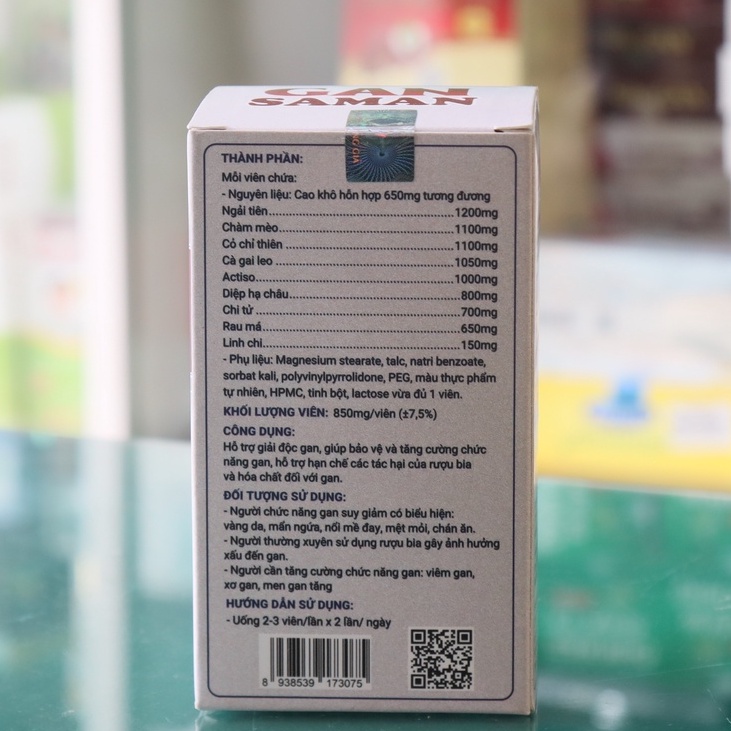 GAN
SAMAN
THÀNH PHẦN:
Mỗi viên chứa:
- Nguyên liệu: Cao khô hỗn hợp 650mg tương đương
Ngải tiên.....1200mg
Chàm mèo.....1100mg
Cỏ chỉ thiên.....1100mg
Cà gai leo.....1050mg
Actiso.....1000mg
Diệp hạ châu.....800mg
Chi tử.....700mg
Rau má.....650mg
Linh chi.....150mg
- Phụ liệu: Magnesium stearate, talc, natri benzoate,
sorbat kali, polyvinylpyrrolidone, PEG, màu thực phẩm
tự nhiên, HPMC, tinh bột, lactose vừa đủ 1 viên.
KHỐI LƯỢNG VIÊN: 850mg/viên (±7,5%)
CÔNG DỤNG:
Hỗ trợ giải độc gan, giúp bảo vệ và tăng cường chức
năng gan, hỗ trợ hạn chế các tác hại của rượu bia
và hóa chất đối với gan.
ĐỐI TƯỢNG SỬ DỤNG:
- Người chức năng gan suy giảm có biểu hiện:
vàng da, mẩn ngứa, nổi mề đay, mệt mỏi, chán ăn.
- Người thường xuyên sử dụng rượu bia gây ảnh hưởng
xấu đến gan.
- Người cần tăng cường chức năng gan: viêm gan,
xơ gan, men gan tăng
HƯỚNG DẪN SỬ DỤNG:
- Uống 2-3 viên/lần x 2 lần/ ngày
8 938539 173075